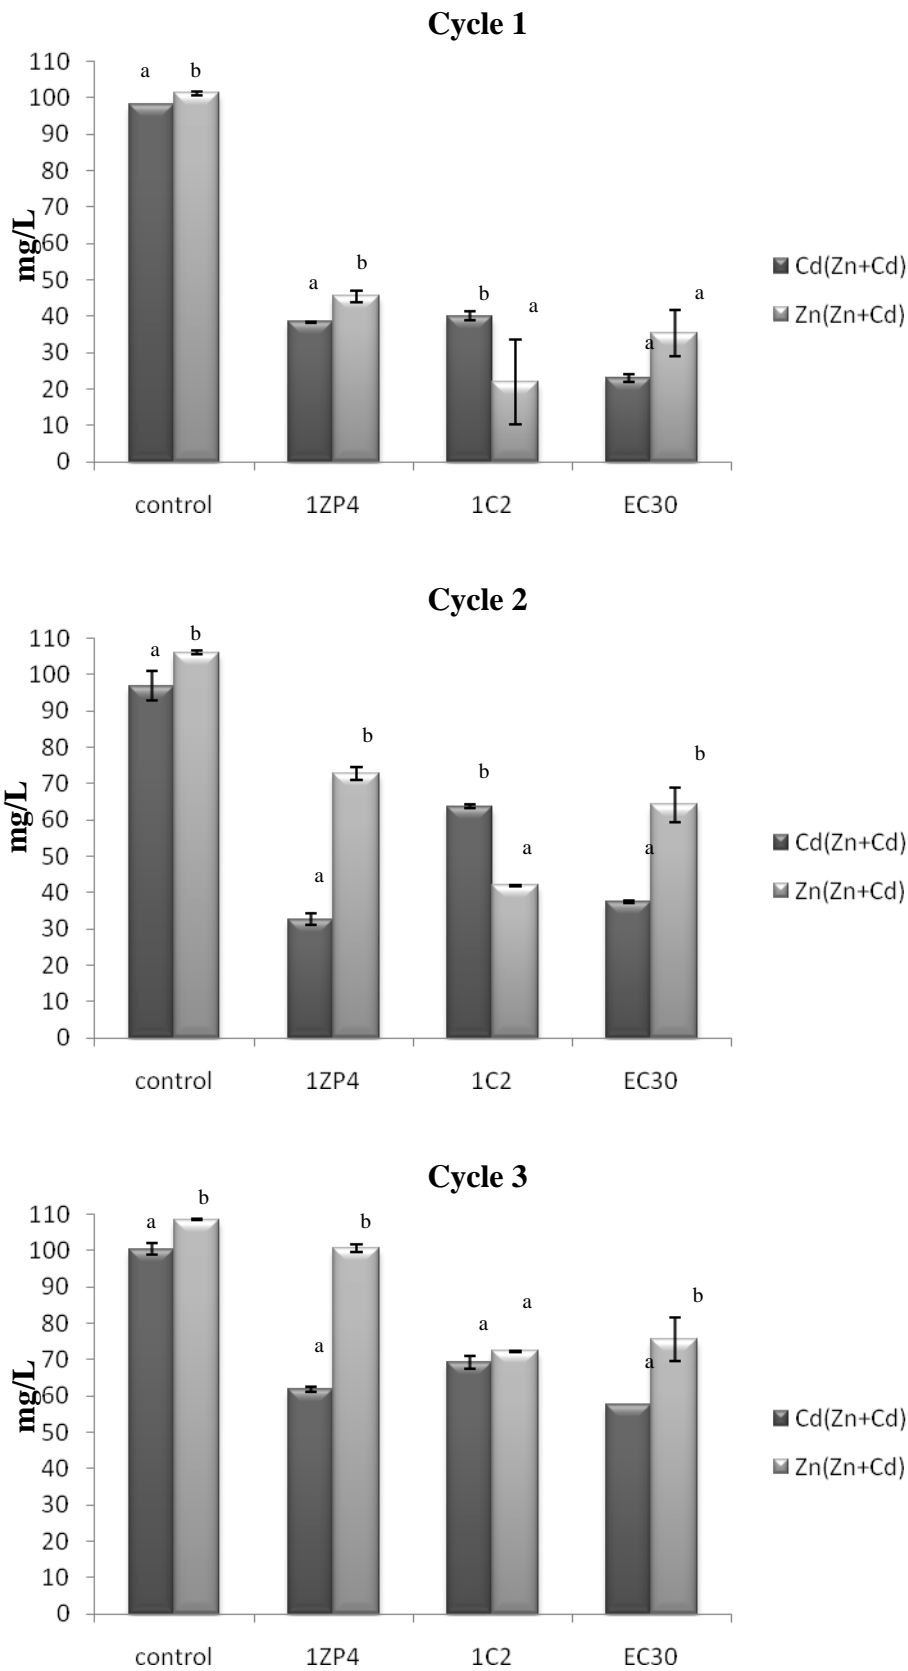 Cycle 1
110
100
90
80
70
60
50
40
30
20
10
0
mg/L
a b
a b
b a
a a
control 1ZP4 1C2 EC30
Cd(Zn+Cd)
Zn(Zn+Cd)
Cycle 2
110
100
90
80
70
60
50
40
30
20
10
0
mg/L
a b
a b
b a
a b
control 1ZP4 1C2 EC30
Cd(Zn+Cd)
Zn(Zn+Cd)
Cycle 3
110
100
90
80
70
60
50
40
30
20
10
0
mg/L
a b
a b
a a
a b
control 1ZP4 1C2 EC30
Cd(Zn+Cd)
Zn(Zn+Cd)